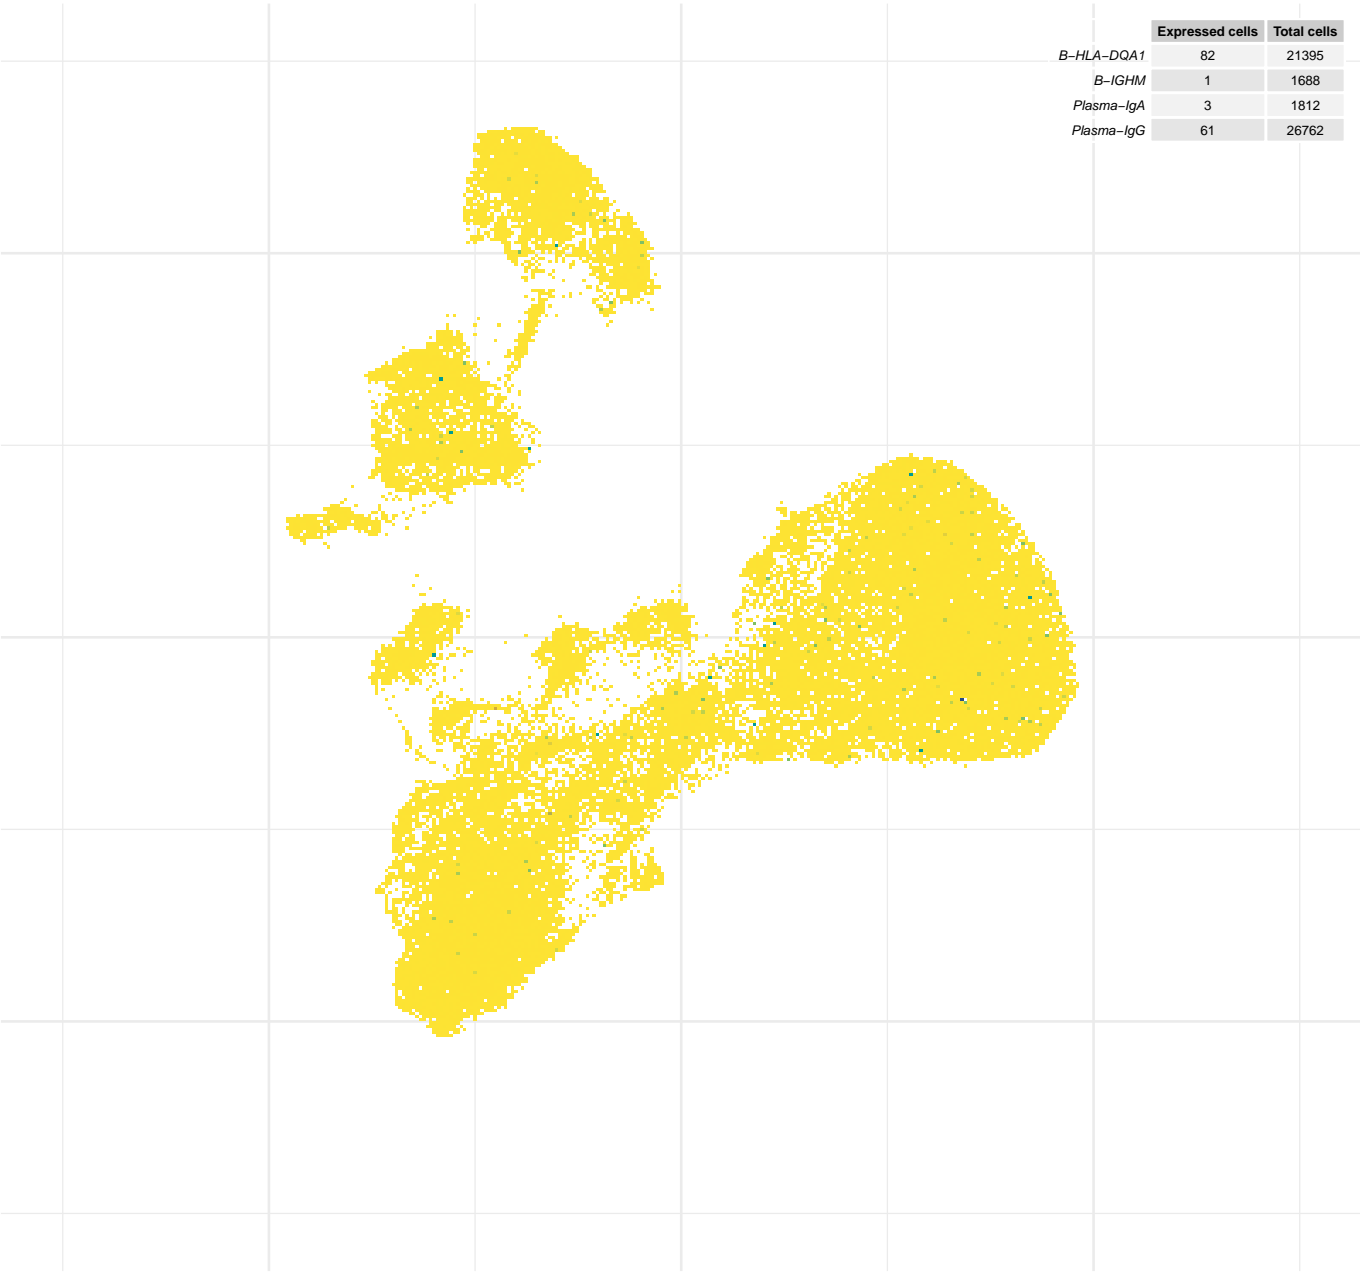 Expressed cells Total cells
B−HLA−DQA1 82 21395
B−IGHM 1 1688
Plasma−IgA 3 1812
Plasma−IgG 61 26762